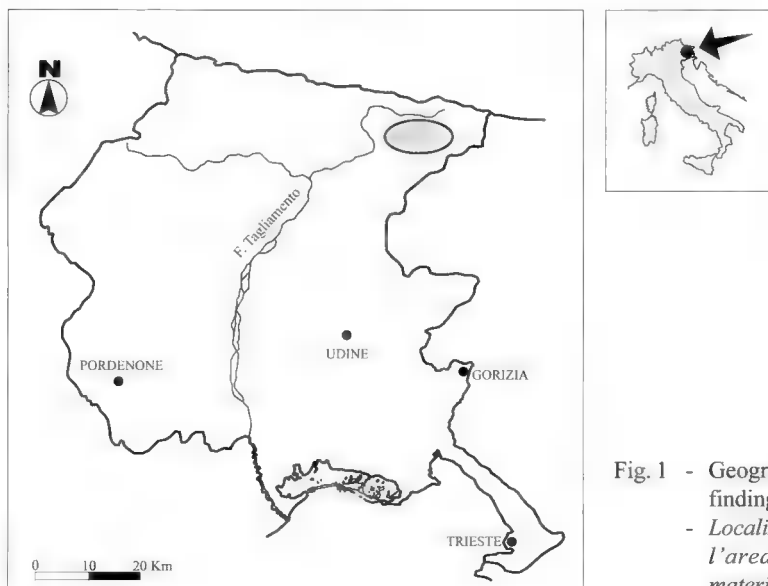 N
F. Tagliamento
UDINE
PORDENONE
GORIZIA
TRIESTE
0 10 20 Km
Fig. 1 - Geogr
finding
- Locali
l'area
materi